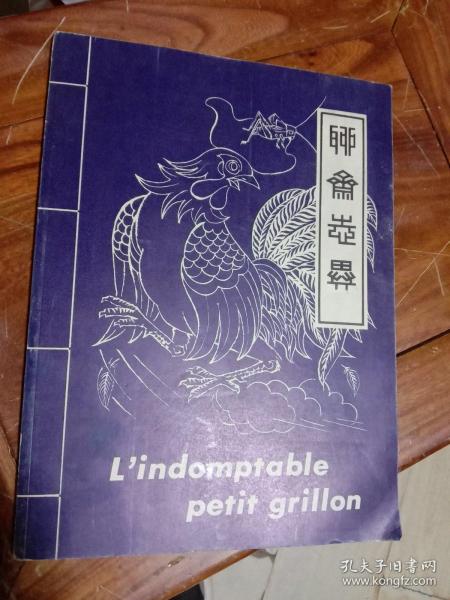 聊齋志異
L'indomptable
petit grillon
孔夫子旧书网
www.kongfz.com